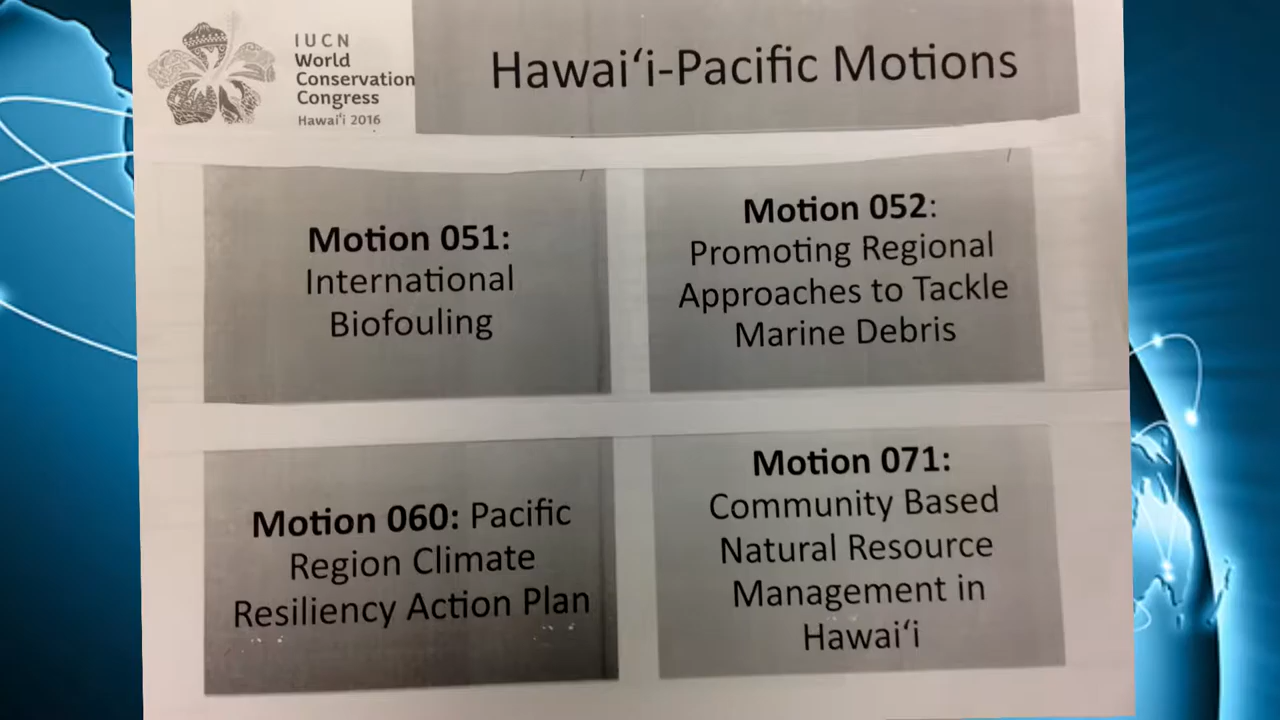 IUCN
World
Conservation
Congress
Hawaiʻi 2016
Hawaiʻi-Pacific Motions
Motion 051:
International
Biofouling
Motion 052:
Promoting Regional
Approaches to Tackle
Marine Debris
Motion 060: Pacific
Region Climate
Resiliency Action Plan
Motion 071:
Community Based
Natural Resource
Management in
Hawaiʻi